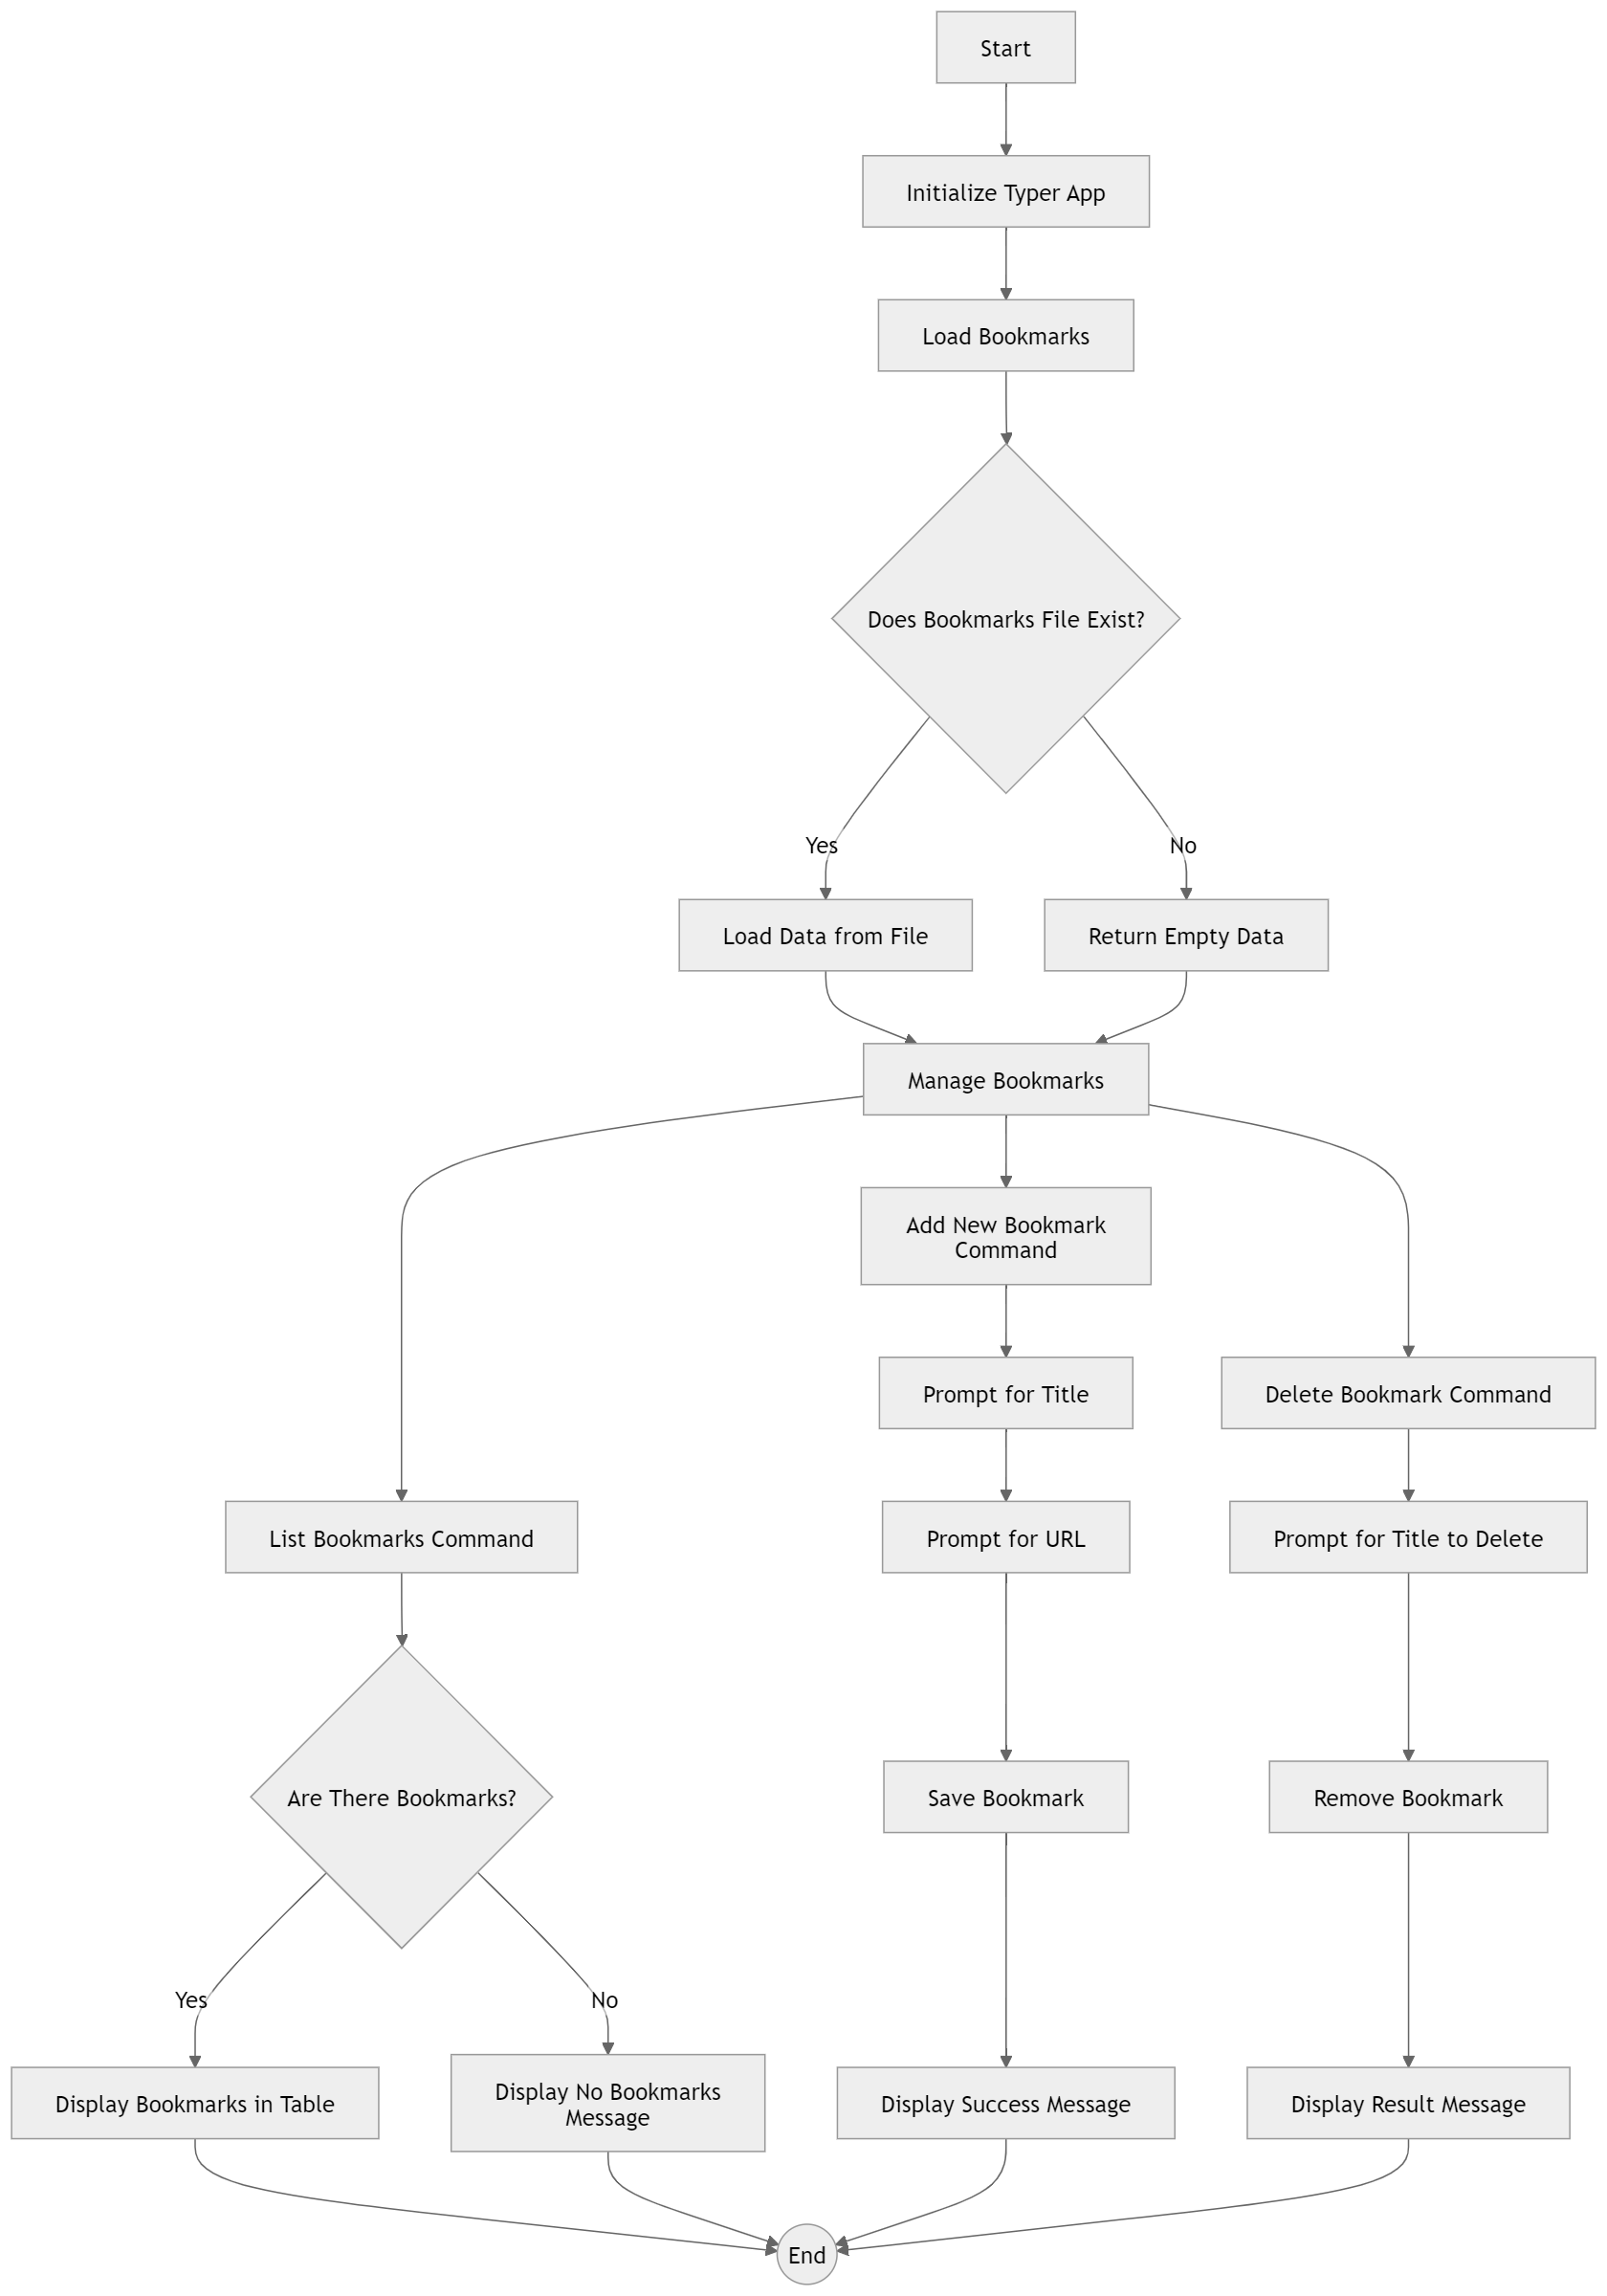 Start
Initialize Typer App
Load Bookmarks
Does Bookmarks File Exist?
Yes
No
Load Data from File
Return Empty Data
Manage Bookmarks
Add New Bookmark
Command
Prompt for Title
Delete Bookmark Command
List Bookmarks Command
Prompt for URL
Prompt for Title to Delete
Are There Bookmarks?
Save Bookmark
Remove Bookmark
Yes
No
Display Bookmarks in Table
Display No Bookmarks
Message
Display Success Message
Display Result Message
End